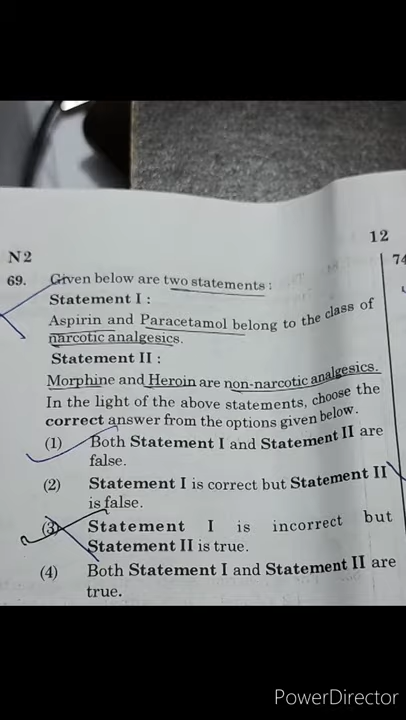 12
N2
74
69. Given below are two statements :
Statement I :
Aspirin and Paracetamol belong to the class of
narcotic analgesics.
Statement II :
Morphine and Heroin are non-narcotic analgesics.
In the light of the above statements, choose the
correct answer from the options given below.
(1) Both Statement I and Statement II are
false.
(2) Statement I is correct but Statement II
is false.
(3) Statement I is incorrect but
Statement II is true.
(4) Both Statement I and Statement II are
true.
PowerDirector